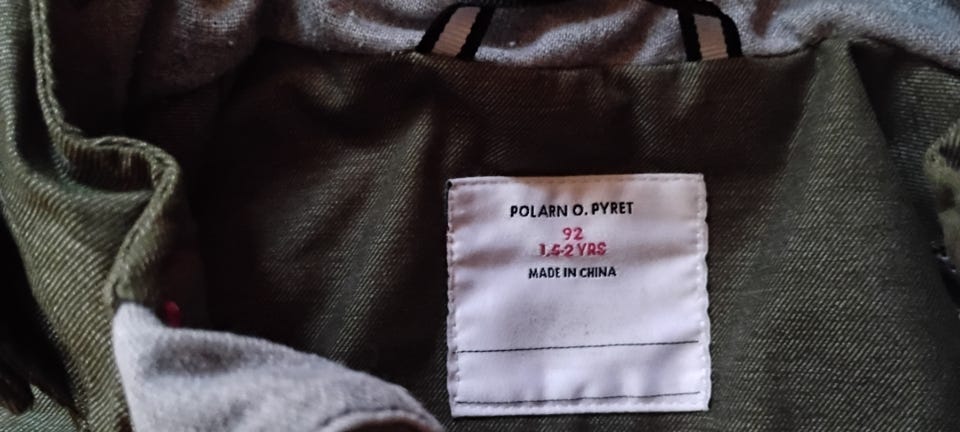 POLARN O. PYRET
92
1,5-2 YRS
MADE IN CHINA